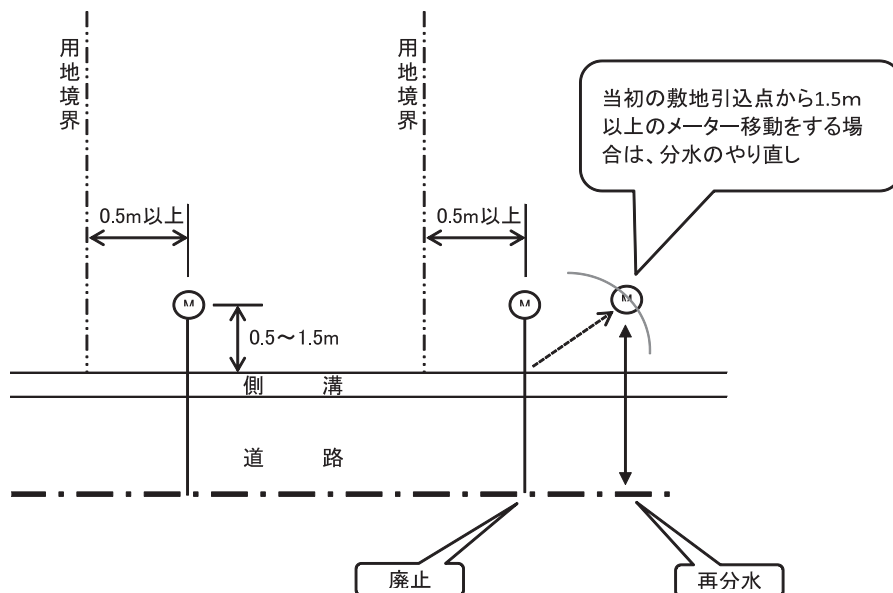 用地境界
用地境界
当初の敷地引込点から1.5m
以上のメーター移動をする場
合は、分水のやり直し
0.5m以上
0.5m以上
M
M
M
0.5～1.5m
側 溝
道 路
廃止
再分水